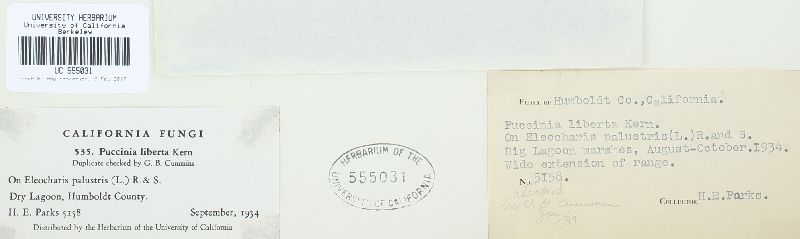 UNIVERSITY HERBARIUM
University of California
Berkeley
UC 555031
CALIFORNIA FUNGI
535. Puccinia liberta Kern
Duplicate checked by G. B. Cummins
On Eleocharis palustris (L.) R. & S.
Dry Lagoon, Humboldt County.
H. E. Parks 5158 September, 1934
Distributed by the Herbarium of the University of California
HERBARIUM OF THE
555031
UNIVERSITY OF CALIFORNIA
FLORA OF Humboldt Co., California.
Puccinia liberta Kern.
On Eleocharis palustris(L.)R.and S.
Big Lagoon marshes, August-October.1934.
Wide extension of range.
No. 5158.
COLLECTOR H.E.Parks.
checked
by G B Cummins